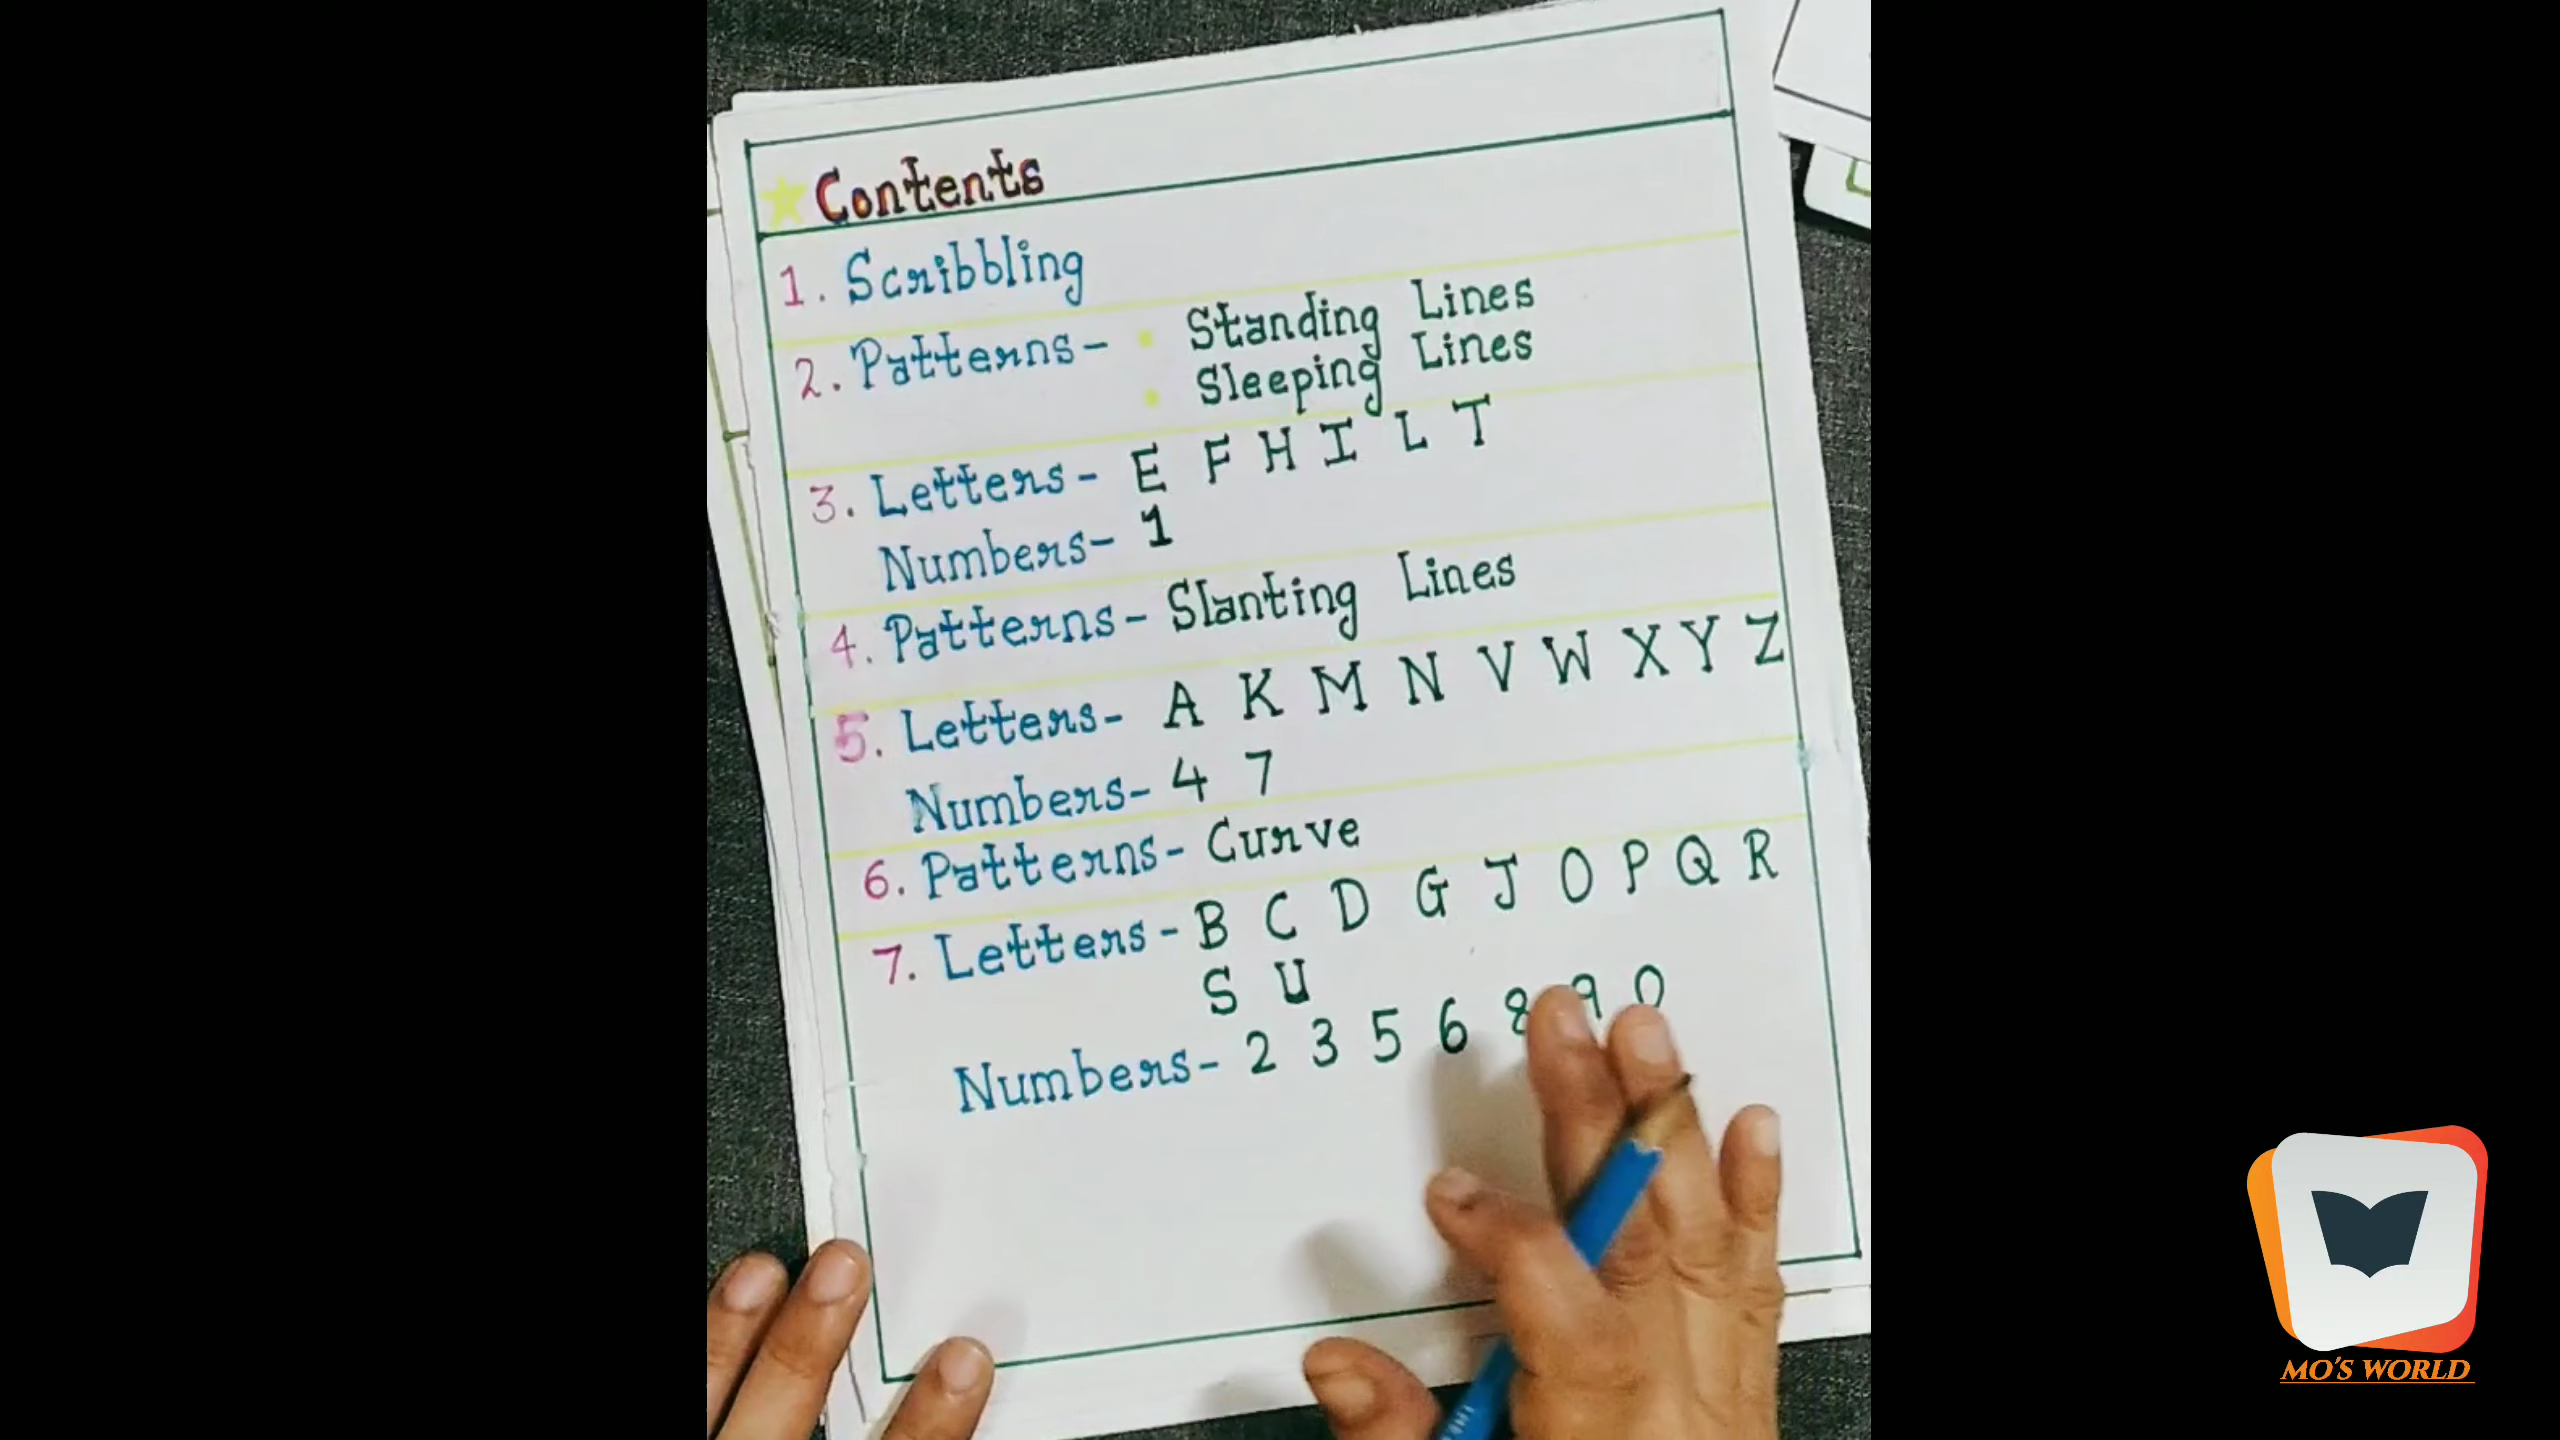 Contents
1. Scribbling
2. Patterns - • Standing Lines
• Sleeping Lines
3. Letters - E F H I L T
Numbers - 1
4. Patterns - Slanting Lines
5. Letters - A K M N V W X Y Z
Numbers - 4 7
6. Patterns - Curve
7. Letters - B C D G J O P Q R
S U
Numbers - 2 3 5 6 8 9 0
MO'S WORLD